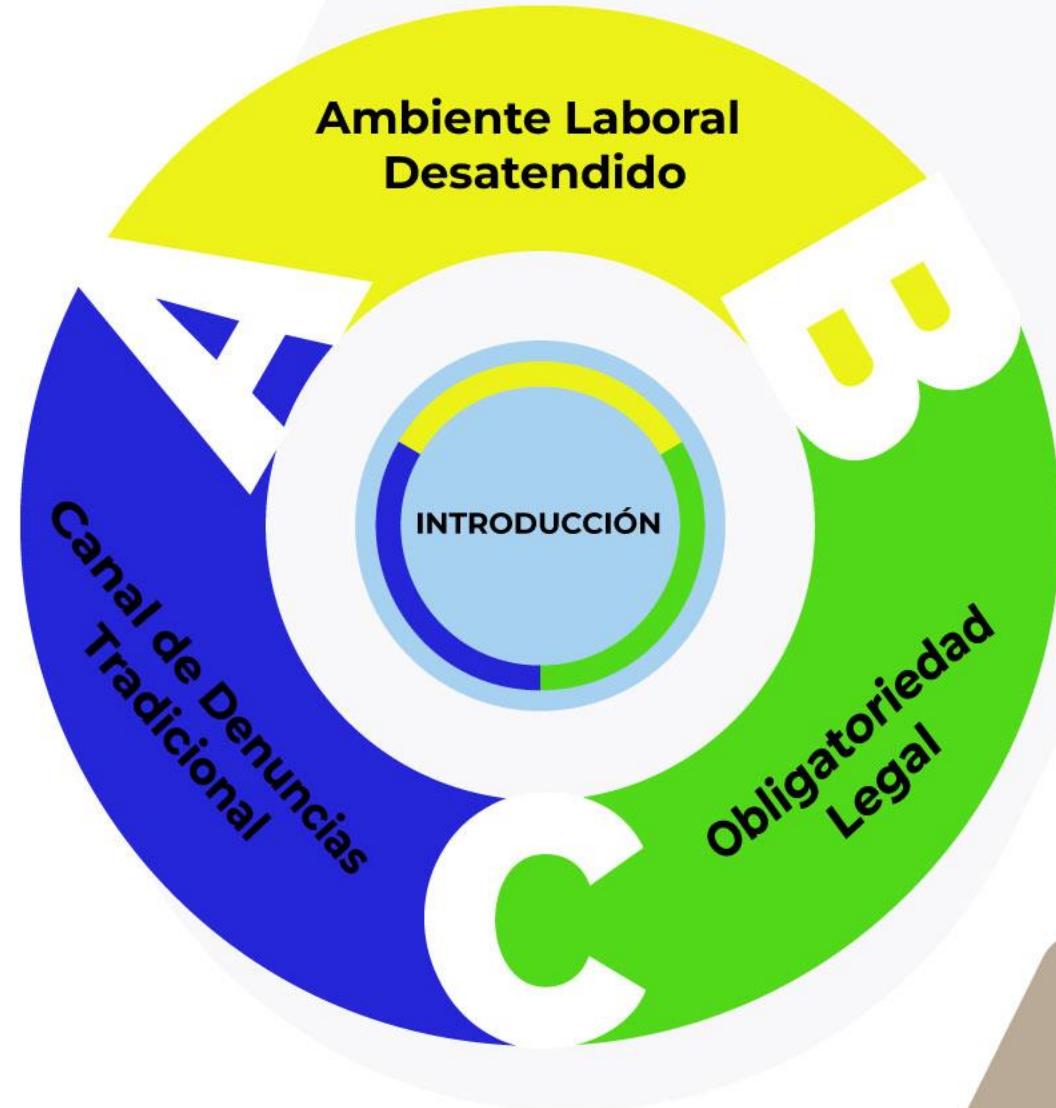 Ambiente Laboral
Desatendido
A
B
INTRODUCCIÓN
Canal de Denuncias
Tradicional
Obligatoriedad
Legal
C